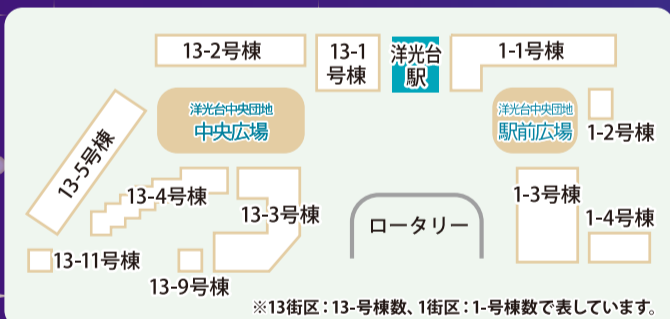 13-2号棟
13-1
号棟
洋光台
駅
1-1号棟
洋光台中央団地
中央広場
洋光台中央団地
駅前広場
1-2号棟
13-5号棟
13-4号棟
13-3号棟
ロータリー
1-3号棟
1-4号棟
13-11号棟
13-9号棟
※13街区：13-号棟数、1街区：1-号棟数で表しています。